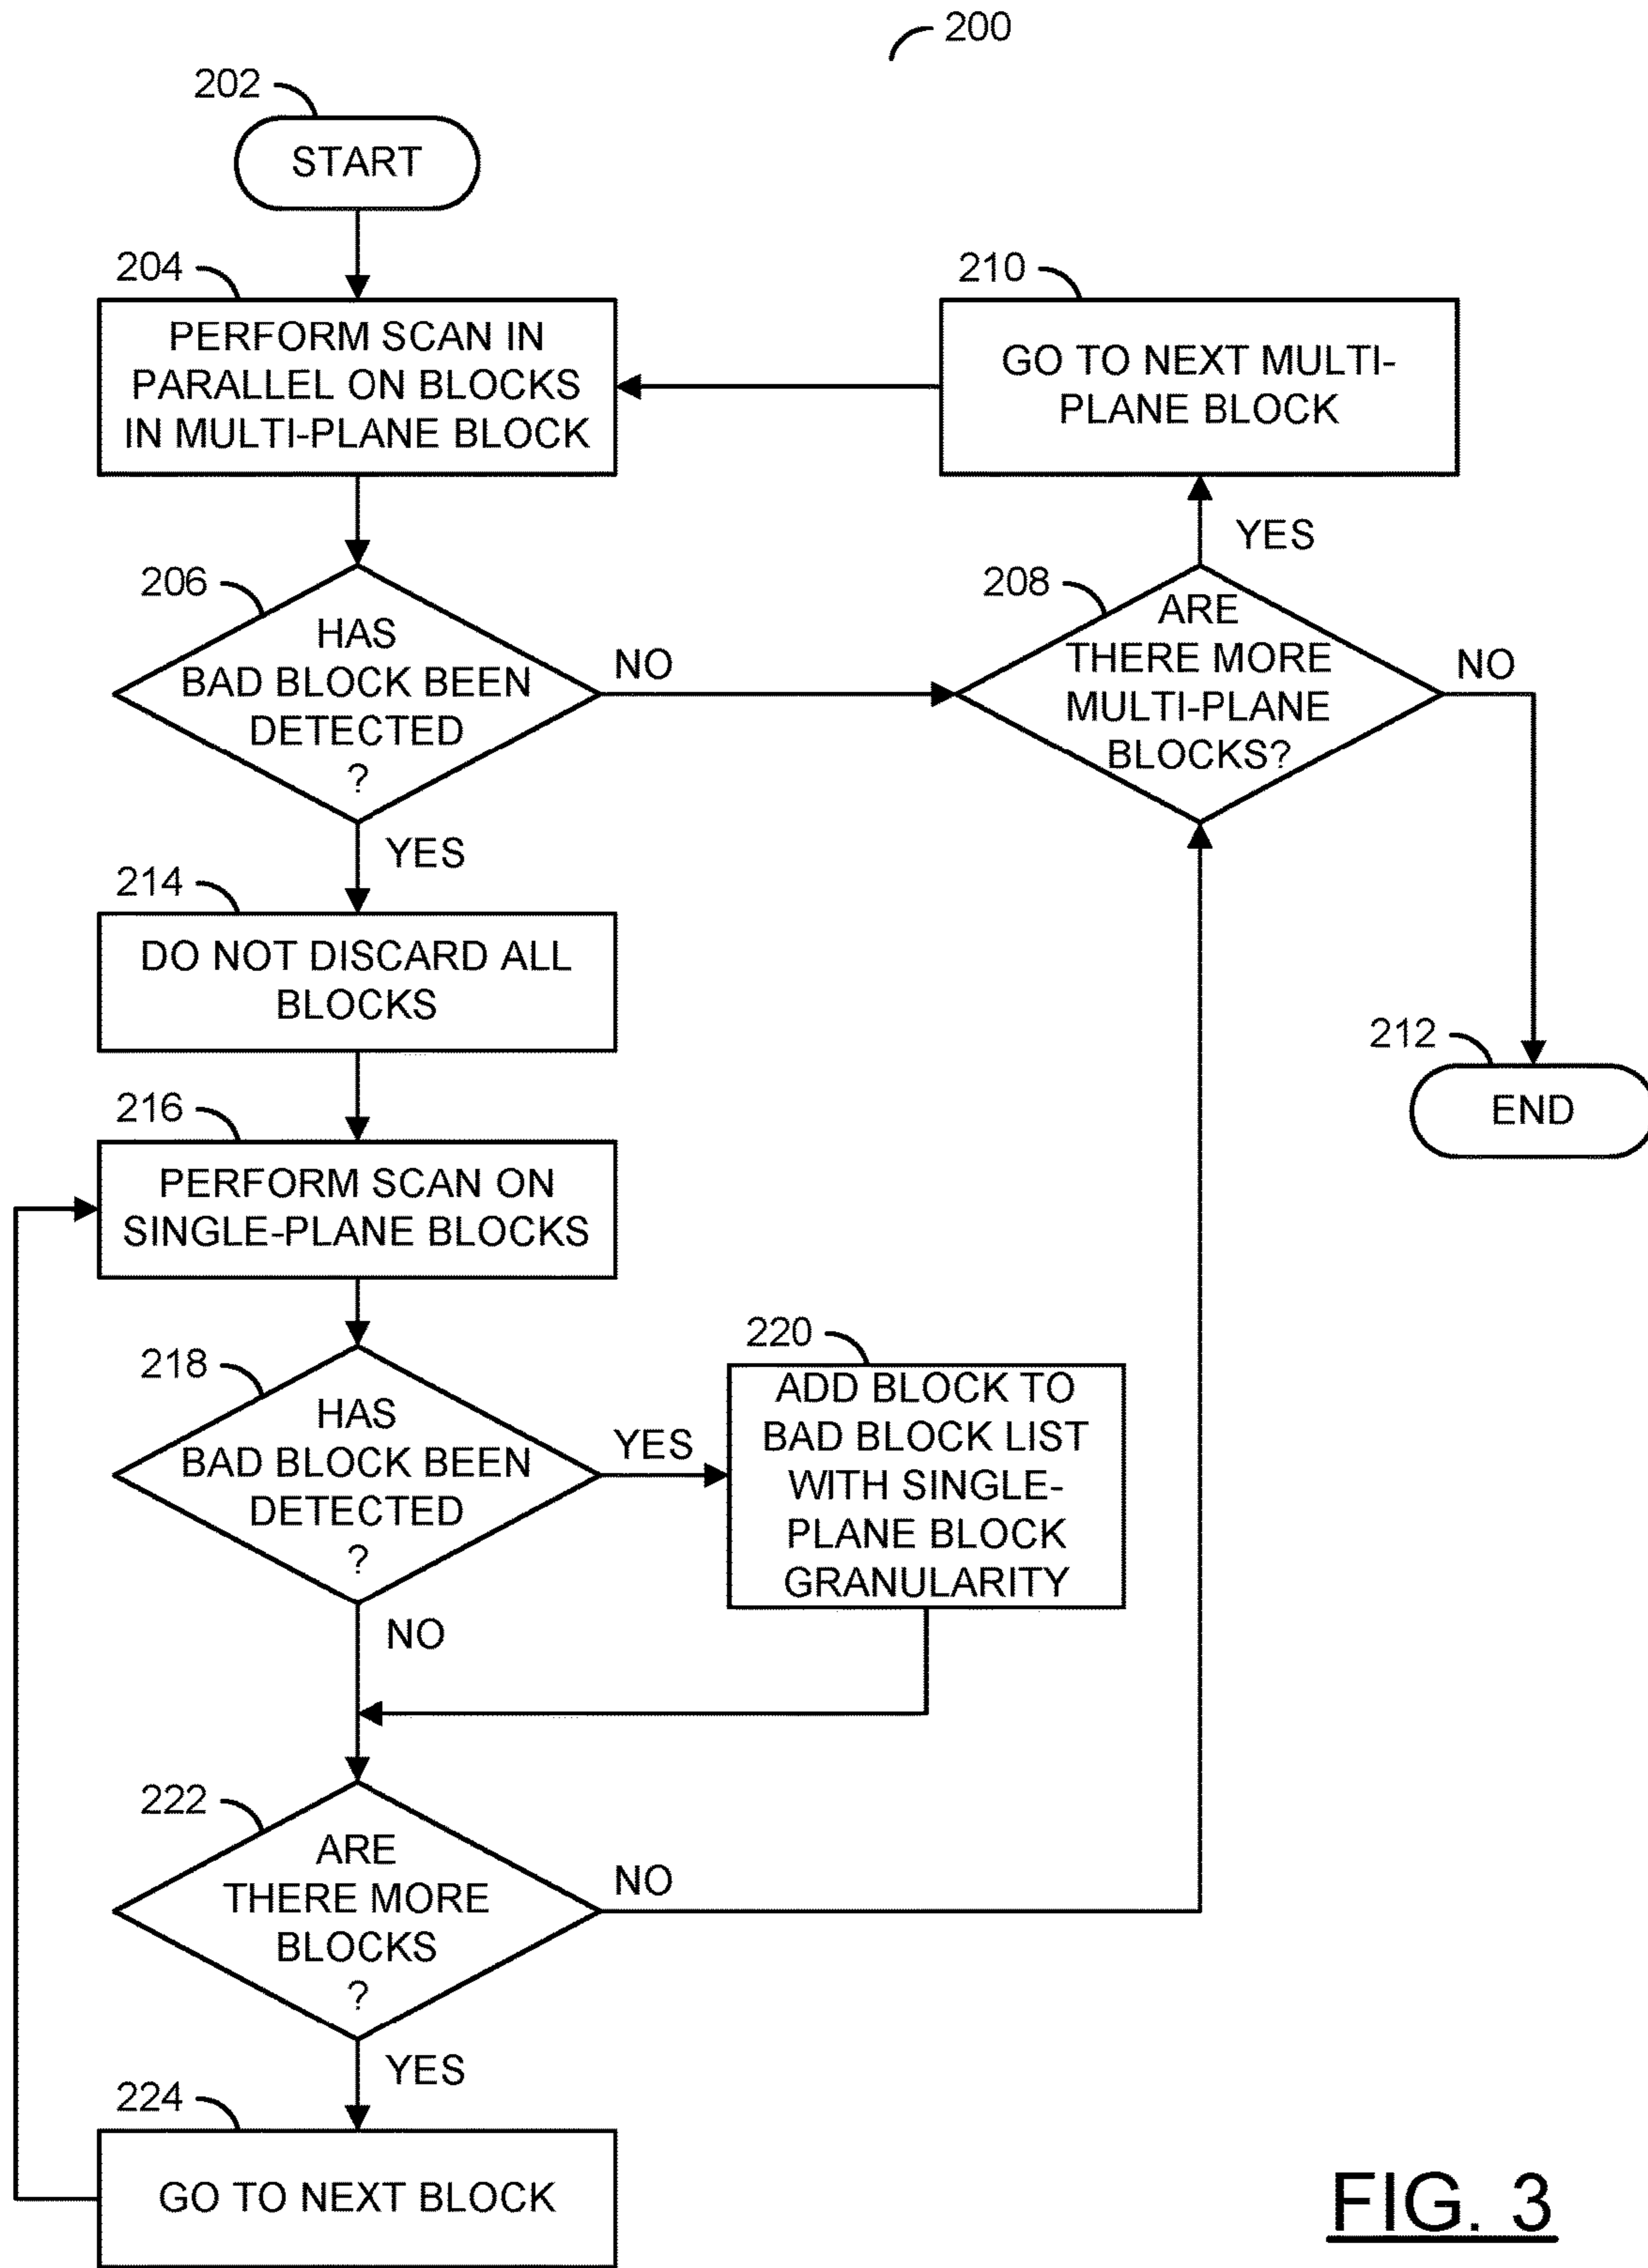 200
202
START
204
PERFORM SCAN IN
PARALLEL ON BLOCKS
IN MULTI-PLANE BLOCK
210
GO TO NEXT MULTI-
PLANE BLOCK
YES
206
HAS
BAD BLOCK BEEN
DETECTED
?
NO
208
ARE
THERE MORE
MULTI-PLANE
BLOCKS?
NO
YES
214
DO NOT DISCARD ALL
BLOCKS
212
END
216
PERFORM SCAN ON
SINGLE-PLANE BLOCKS
218
HAS
BAD BLOCK BEEN
DETECTED
?
YES
220
ADD BLOCK TO
BAD BLOCK LIST
WITH SINGLE-
PLANE BLOCK
GRANULARITY
NO
222
ARE
THERE MORE
BLOCKS
?
NO
YES
224
GO TO NEXT BLOCK
FIG. 3